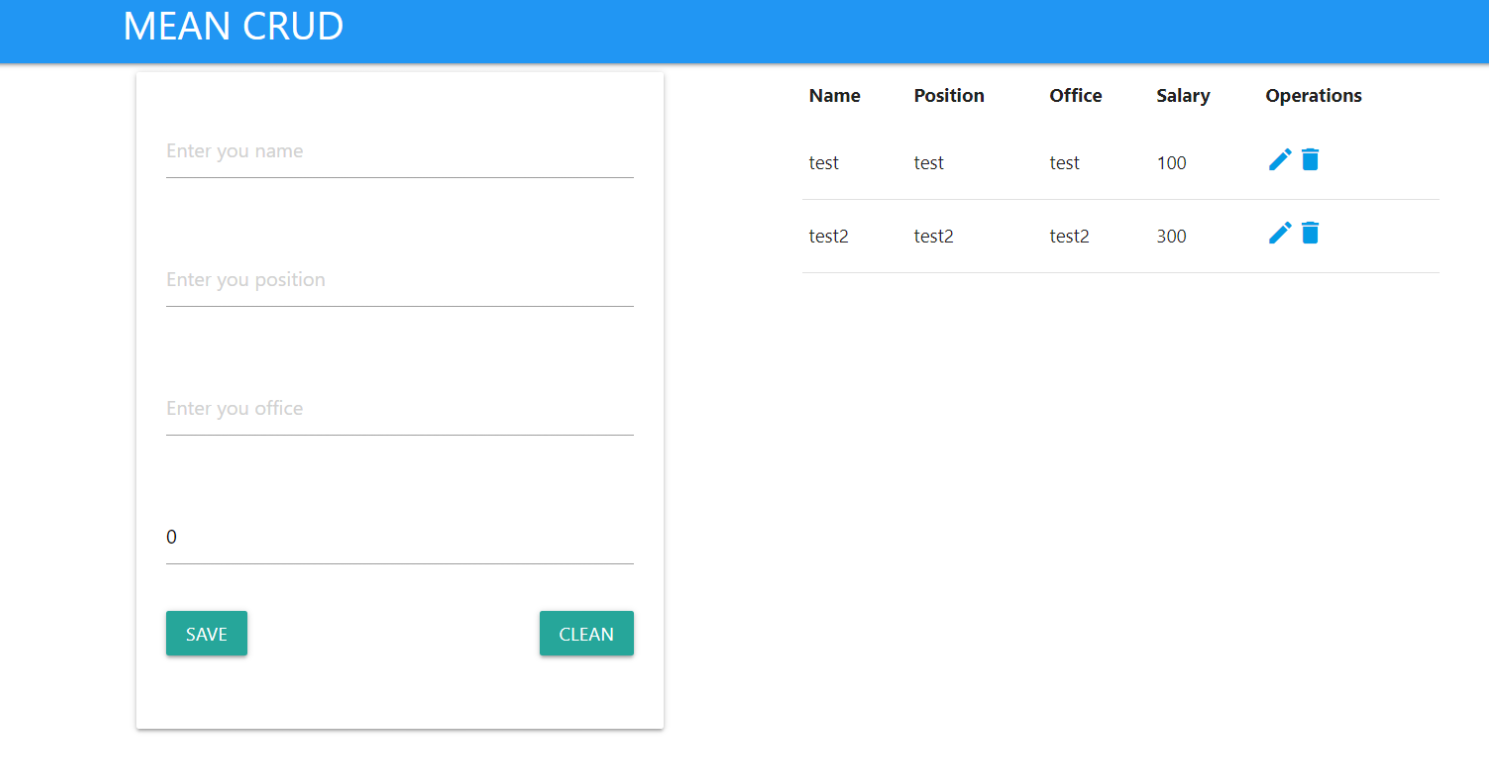 MEAN CRUD
Enter you name
Enter you position
Enter you office
0
SAVE CLEAN
Name Position Office Salary Operations
test test test 100
test2 test2 test2 300